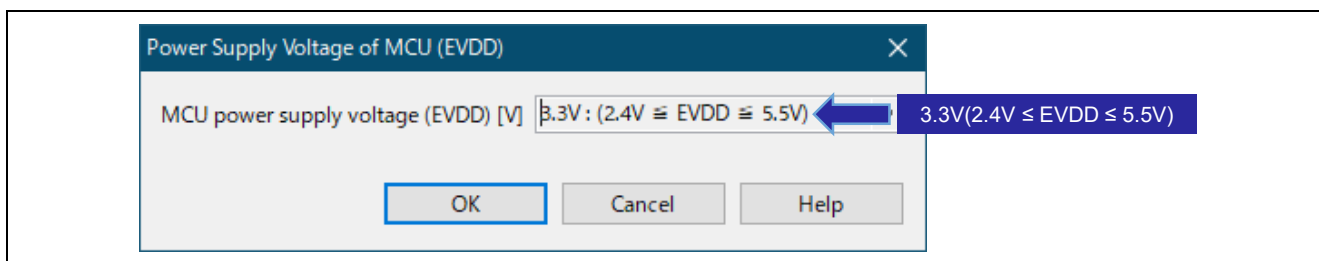 Power Supply Voltage of MCU (EVDD)
MCU power supply voltage (EVDD) [V] 3.3V : (2.4V ≦ EVDD ≦ 5.5V) 3.3V(2.4V ≤ EVDD ≤ 5.5V)
OK Cancel Help